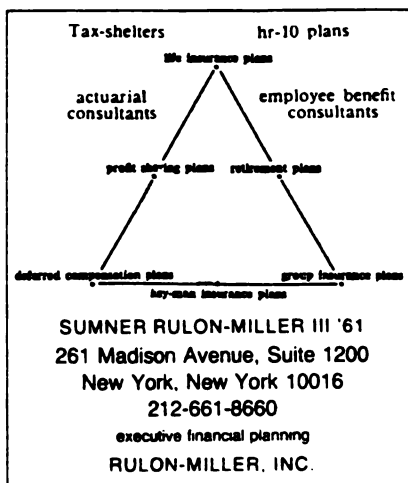 Tax-shelters hr-10 plans
life insurance plans
actuarial employee benefit
consultants consultants
profit sharing plans retirement plans
deferred compensation plans group insurance plans
key-man insurance plans
SUMNER RULON-MILLER III '61
261 Madison Avenue, Suite 1200
New York, New York 10016
212-661-8660
executive financial planning
RULON-MILLER, INC.